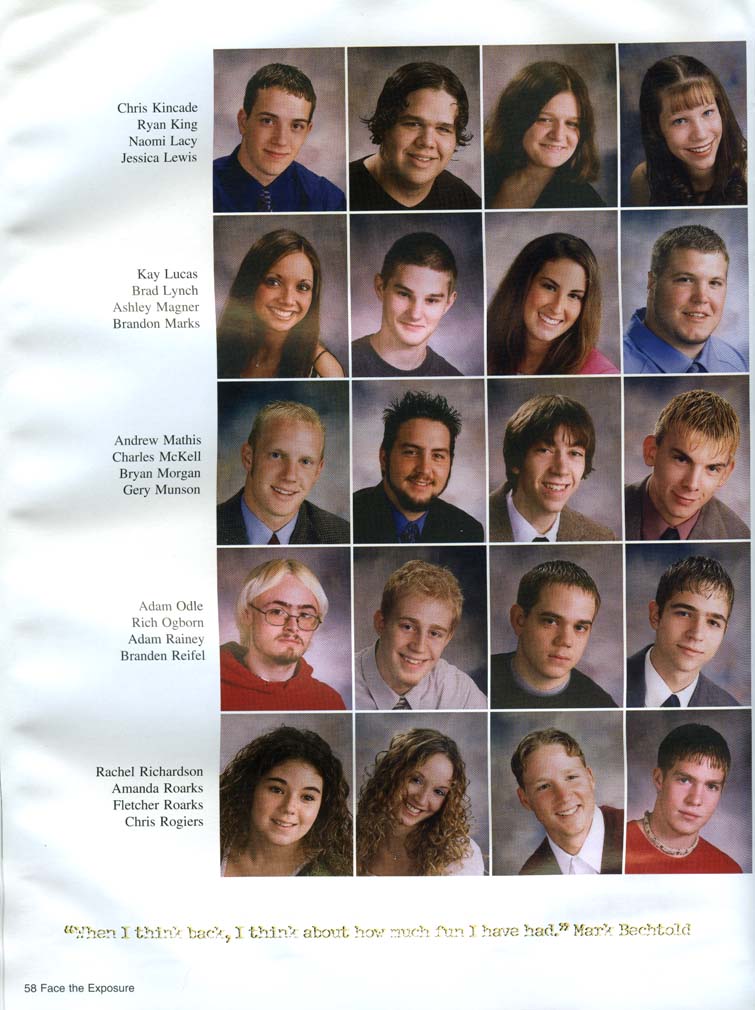 Chris Kincade
Ryan King
Naomi Lacy
Jessica Lewis
Kay Lucas
Brad Lynch
Ashley Magner
Brandon Marks
Andrew Mathis
Charles McKell
Bryan Morgan
Gery Munson
Adam Odle
Rich Ogborn
Adam Rainey
Branden Reifel
Rachel Richardson
Amanda Roarks
Fletcher Roarks
Chris Rogiers
“When I think back, I think about how much fun I have had.” Mark Bechtold
58 Face the Exposure